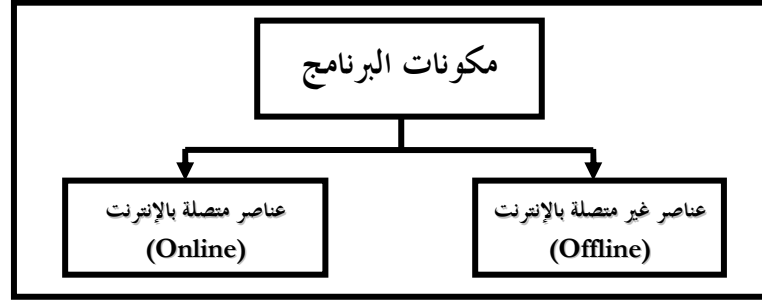 مكونات البرنامج
عناصر غير متصلة بالإنترنت
(Offline)
عناصر متصلة بالإنترنت
(Online)